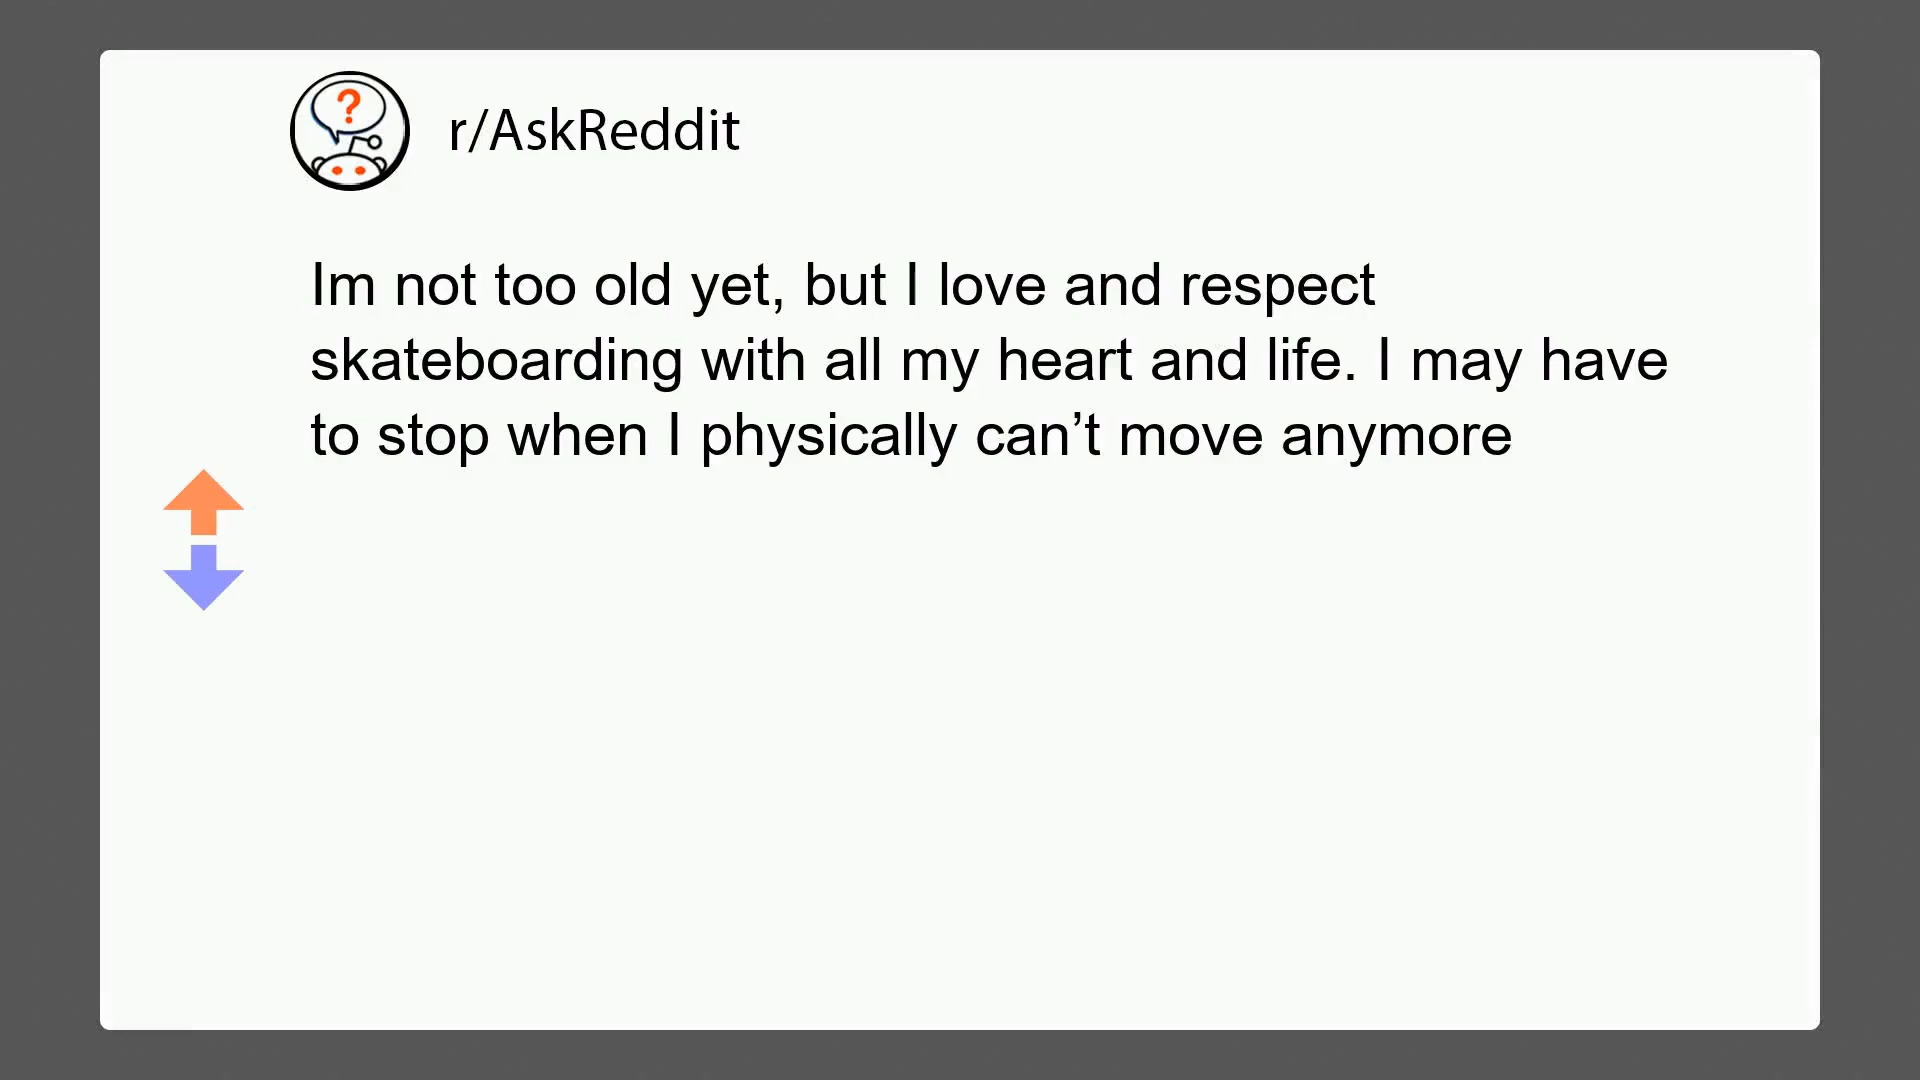 ?
r/AskReddit
Im not too old yet, but I love and respect
skateboarding with all my heart and life. I may have
to stop when I physically can’t move anymore